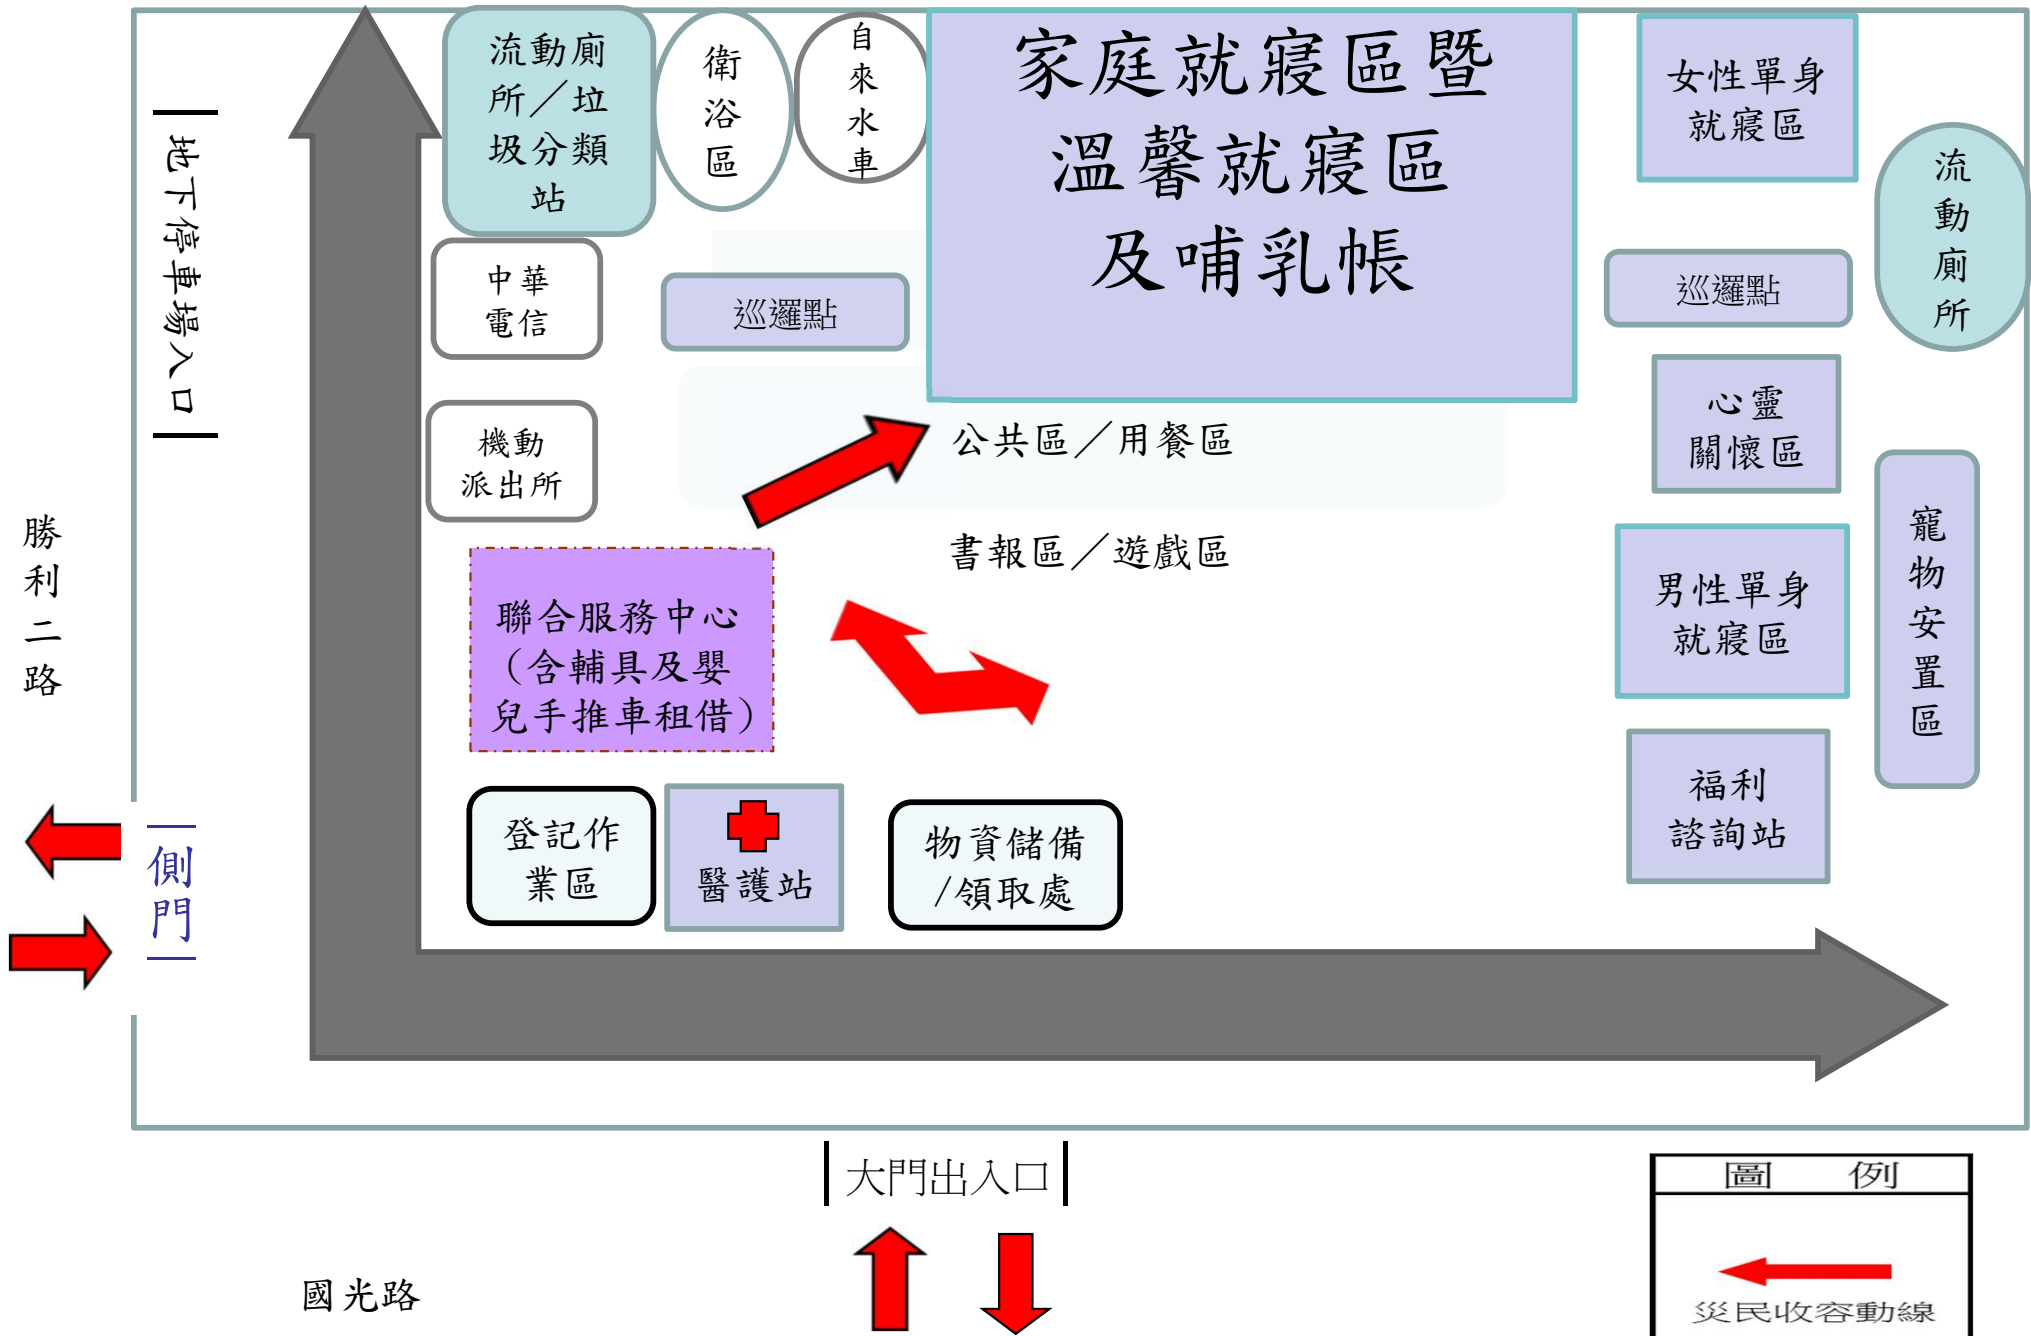 流動廁
所／垃
圾分類
站
衛
浴
區
自
來
水
車
家庭就寢區暨
溫馨就寢區
及哺乳帳
女性單身
就寢區
流
動
廁
所
地下停車場入口
中華
電信
巡邏點
巡邏點
心靈
關懷區
機動
派出所
公共區／用餐區
書報區／遊戲區
寵
物
安
置
區
勝
利
二
路
聯合服務中心
（含輔具及嬰
兒手推車租借）
男性單身
就寢區
福利
諮詢站
側
門
登記作
業區
醫護站
物資儲備
/領取處
大門出入口
國光路
圖　例
災民收容動線